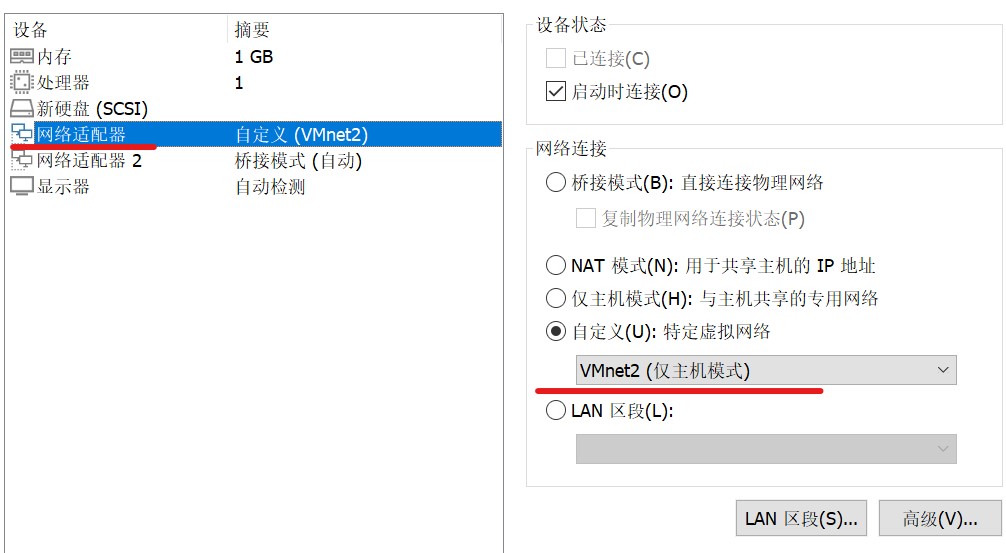 设备 摘要
内存 1 GB
处理器 1
新硬盘 (SCSI)
网络适配器 自定义 (VMnet2)
网络适配器 2 桥接模式 (自动)
显示器 自动检测
设备状态
已连接(C)
启动时连接(O)
网络连接
桥接模式(B): 直接连接物理网络
复制物理网络连接状态(P)
NAT 模式(N): 用于共享主机的 IP 地址
仅主机模式(H): 与主机共享的专用网络
自定义(U): 特定虚拟网络
VMnet2 (仅主机模式)
LAN 区段(L):
LAN 区段(S)... 高级(V)...